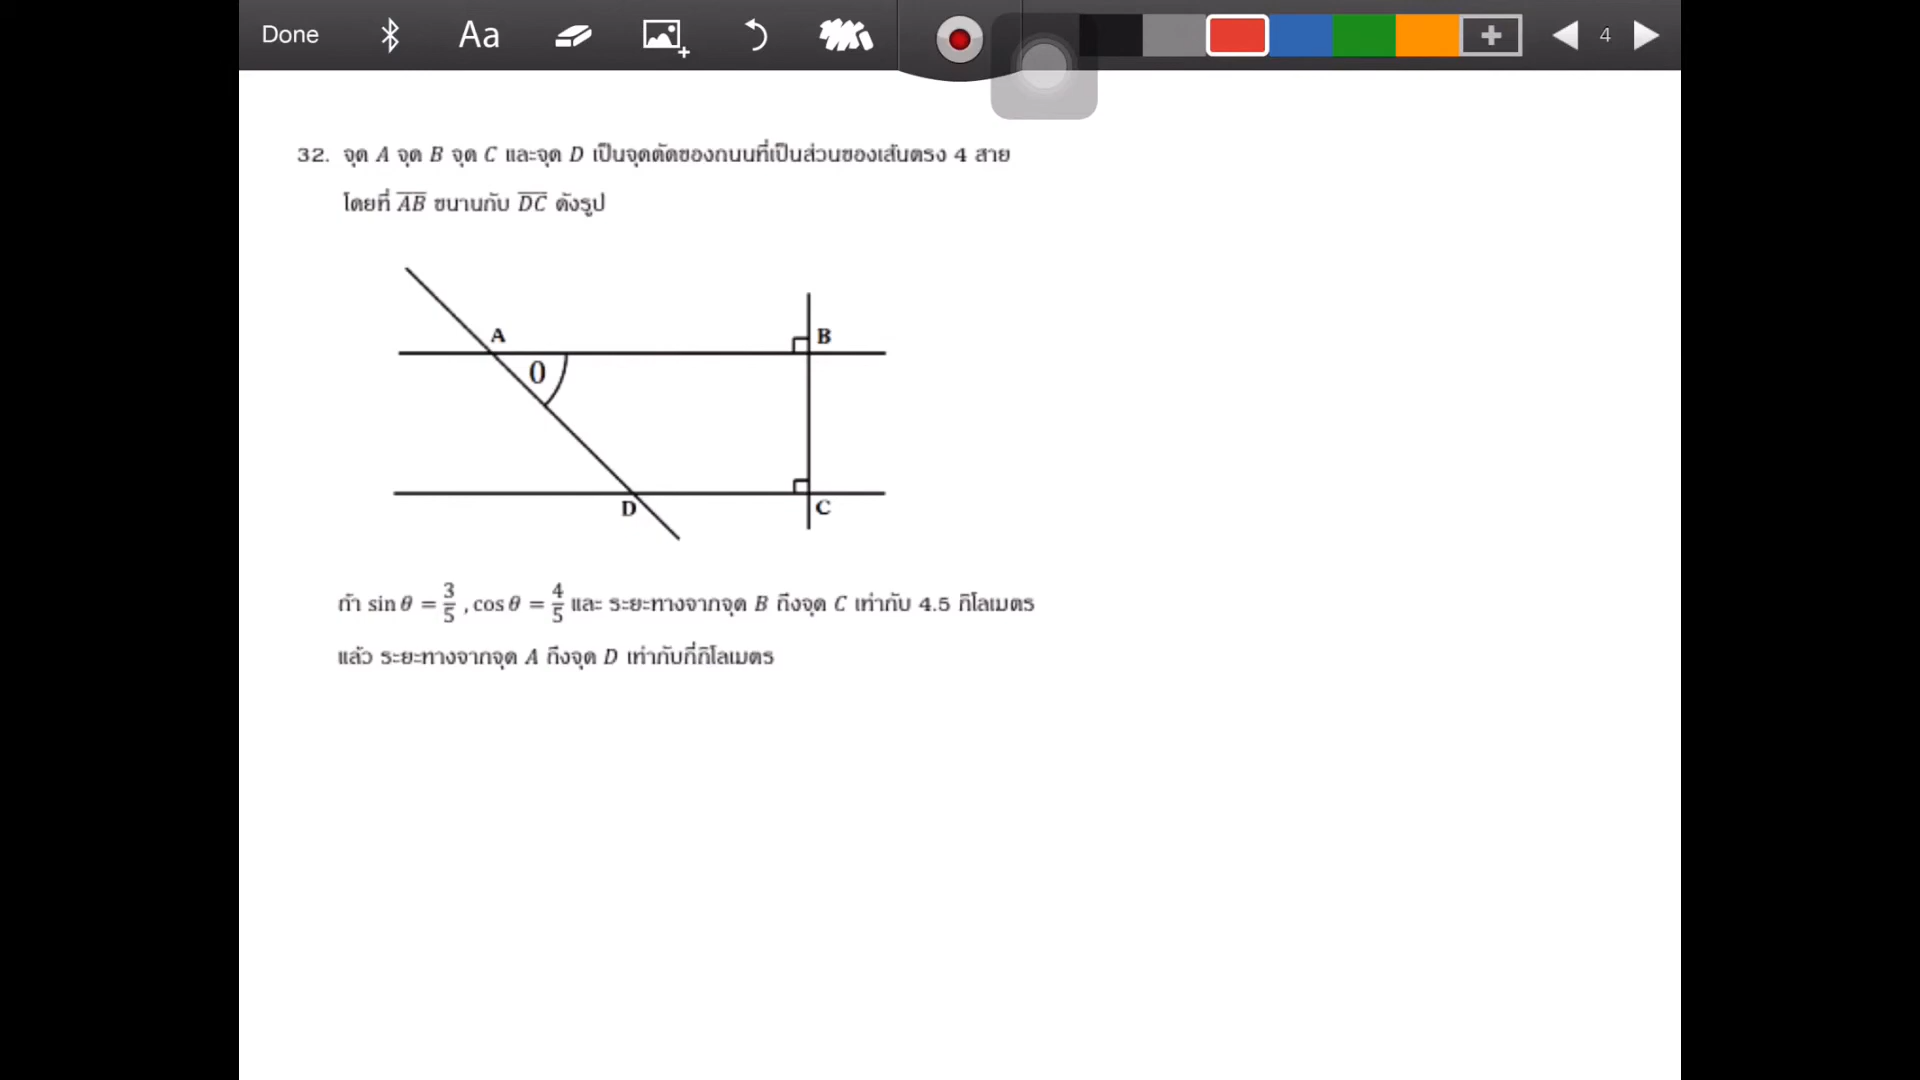 Done Aa 4
32. จุด A จุด B จุด C และจุด D เป็นจุดตัดของถนนที่เป็นส่วนของเส้นตรง 4 สาย
โดยที่ AB ขนานกับ DC ดังรูป
A B
θ
D C
ถ้า sin θ = 3/5 , cos θ = 4/5 และ ระยะทางจากจุด B ถึงจุด C เท่ากับ 4.5 กิโลเมตร
แล้ว ระยะทางจากจุด A ถึงจุด D เท่ากับกี่กิโลเมตร